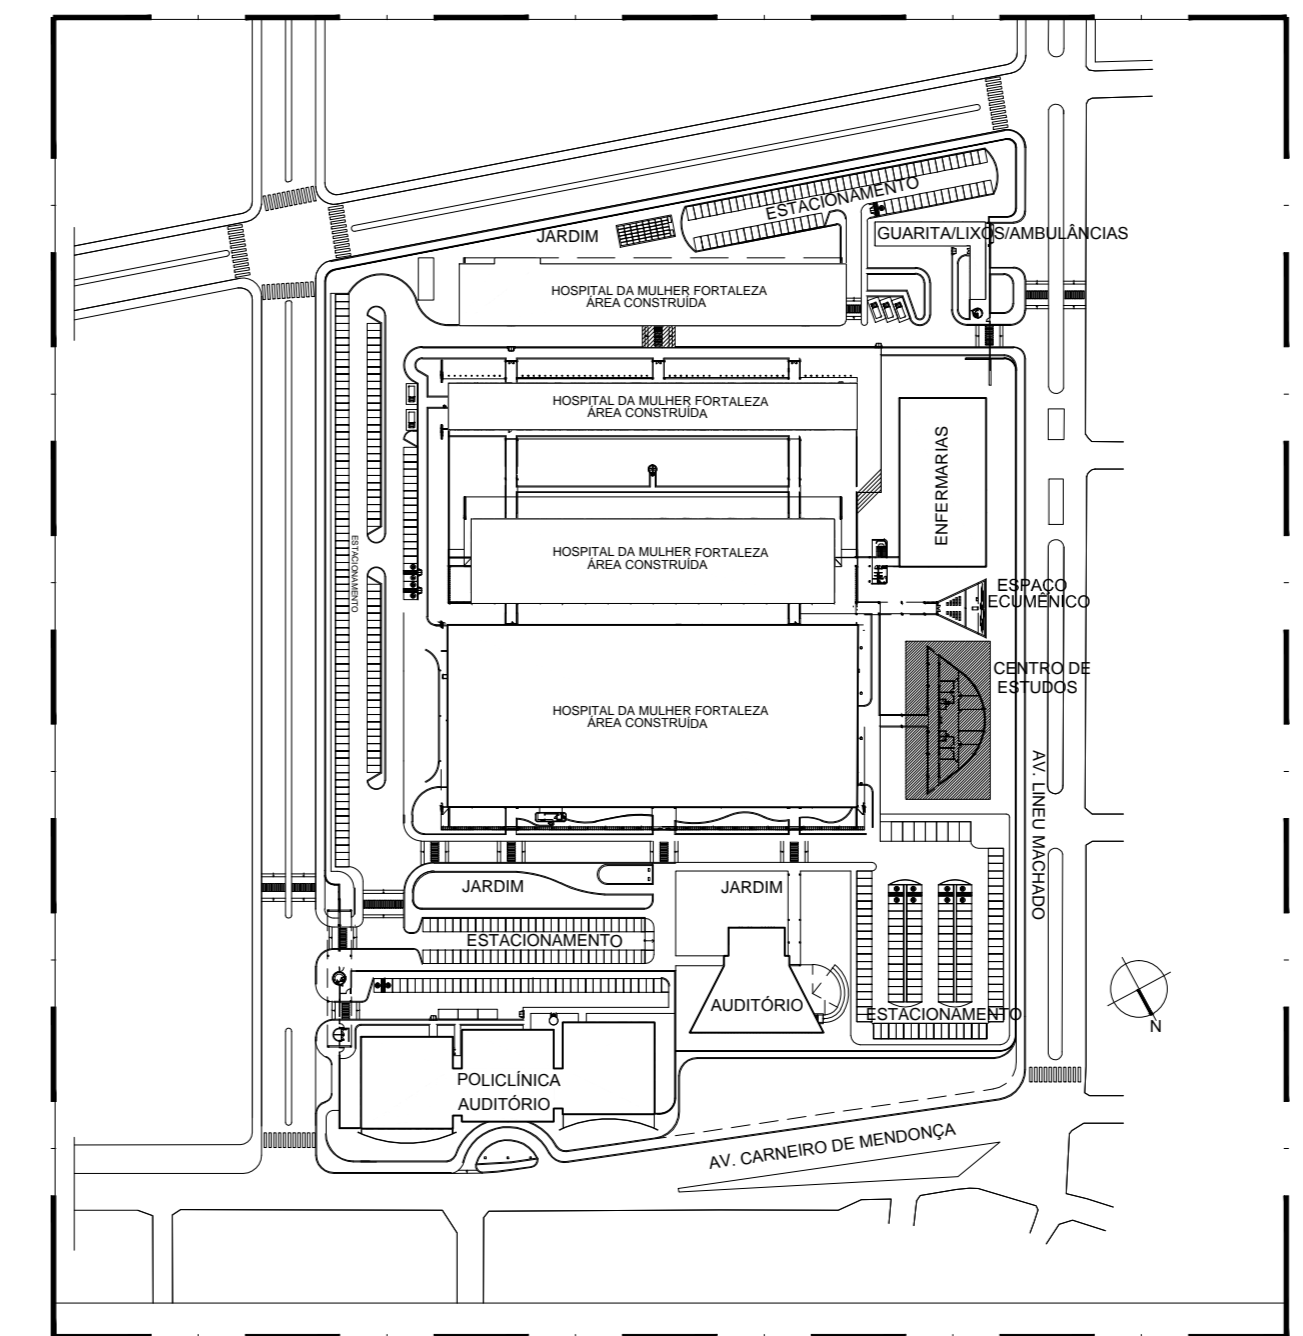 ESTACIONAMENTO
JARDIM
GUARITA/LIXOS/AMBULÂNCIAS
HOSPITAL DA MULHER FORTALEZA
ÁREA CONSTRUÍDA
HOSPITAL DA MULHER FORTALEZA
ÁREA CONSTRUÍDA
ENFERMARIAS
HOSPITAL DA MULHER FORTALEZA
ÁREA CONSTRUÍDA
ESTACIONAMENTO
ESPAÇO
ECUMÊNICO
CENTRO DE
ESTUDOS
HOSPITAL DA MULHER FORTALEZA
ÁREA CONSTRUÍDA
AV. LINEU MACHADO
JARDIM
JARDIM
ESTACIONAMENTO
AUDITÓRIO
ESTACIONAMENTO
N
POLICLÍNICA
AUDITÓRIO
AV. CARNEIRO DE MENDONÇA